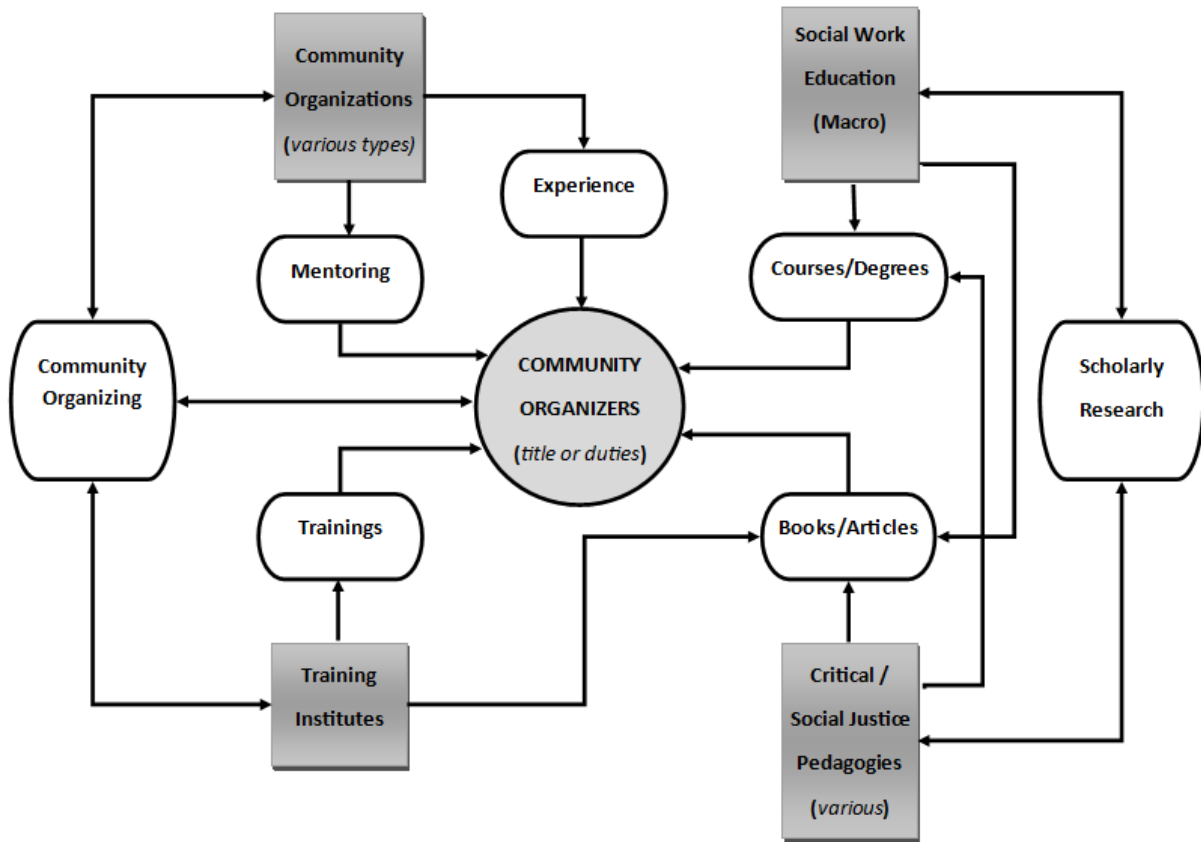 Community
Organizations
(various types)
Social Work
Education
(Macro)
Experience
Mentoring
Courses/Degrees
Community
Organizing
COMMUNITY
ORGANIZERS
(title or duties)
Scholarly
Research
Trainings
Books/Articles
Training
Institutes
Critical /
Social Justice
Pedagogies
(various)